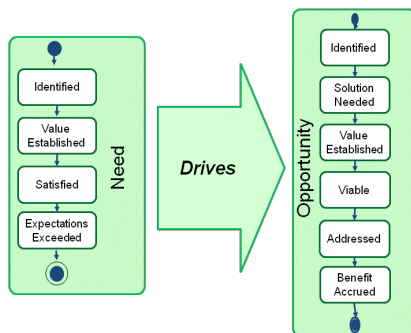 Identified
Value
Established
Satisfied
Expectations
Exceeded
Need
Drives
Opportunity
Identified
Solution
Needed
Value
Established
Viable
Addressed
Benefit
Accrued